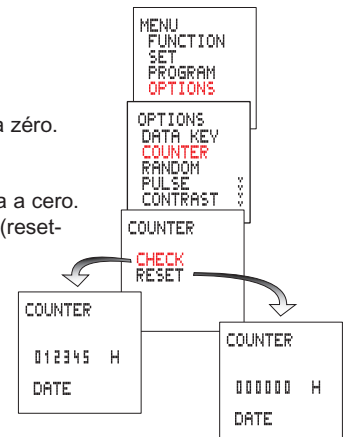 MENU
FUNCTION
SET
PROGRAM
OPTIONS
a zéro.
OPTIONS
DATA KEY
COUNTER
RANDOM
PULSE
CONTRAST
a a cero.
(reset-
COUNTER
CHECK
RESET
COUNTER
012345 H
DATE
COUNTER
000000 H
DATE